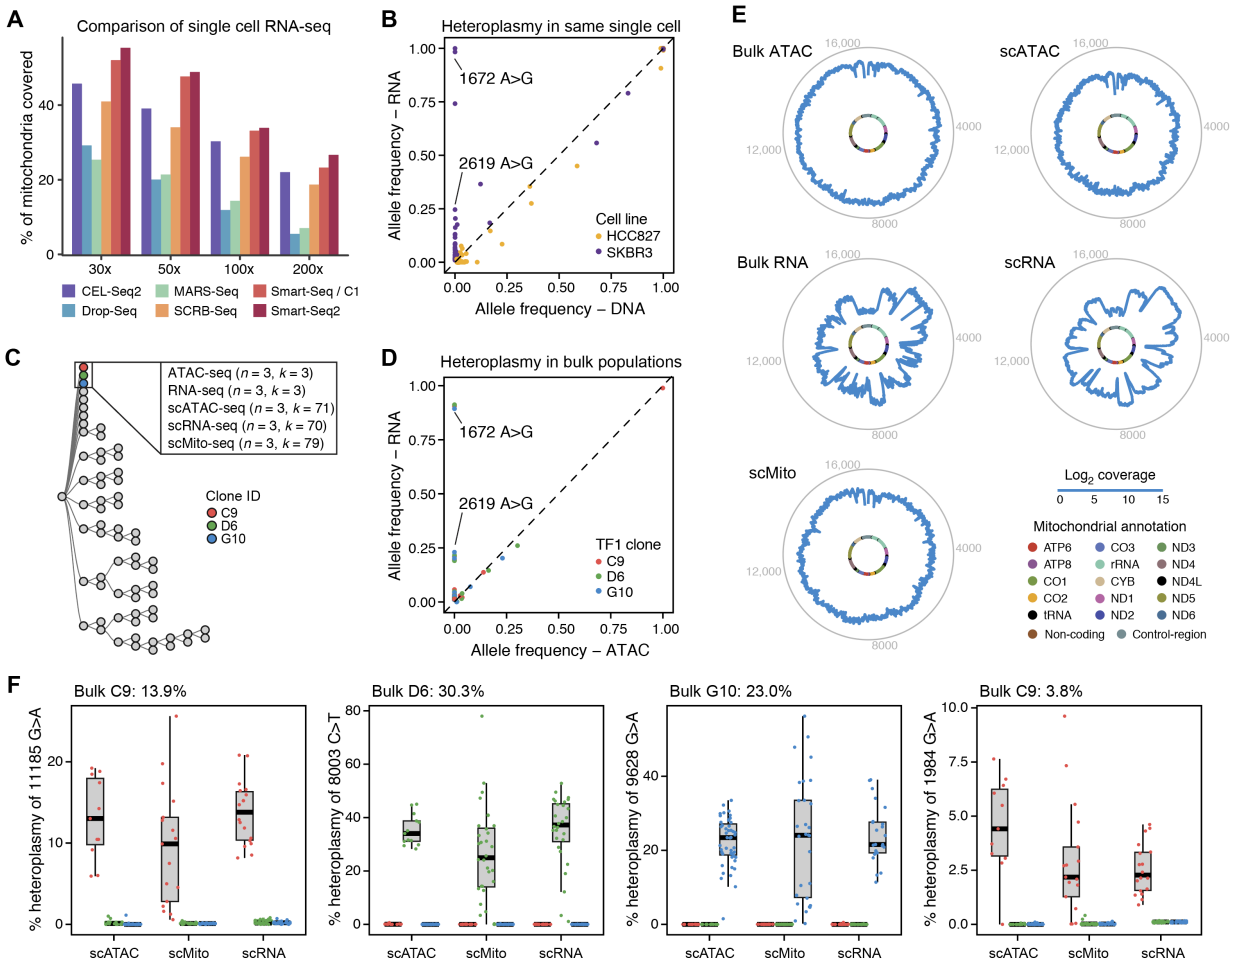 A
Comparison of single cell RNA-seq
% of mitochondria covered
40
20
0
30x 50x 100x 200x
CEL-Seq2 MARS-Seq Smart-Seq / C1
Drop-Seq SCRB-Seq Smart-Seq2
B
Heteroplasmy in same single cell
Allele frequency – RNA
1.00
0.75
0.50
0.25
0.00
1672 A>G
2619 A>G
Cell line
HCC827
SKBR3
0.00 0.25 0.50 0.75 1.00
Allele frequency – DNA
C
ATAC-seq (n = 3, k = 3)
RNA-seq (n = 3, k = 3)
scATAC-seq (n = 3, k = 71)
scRNA-seq (n = 3, k = 70)
scMito-seq (n = 3, k = 79)
Clone ID
C9
D6
G10
D
Heteroplasmy in bulk populations
Allele frequency – RNA
1.00
0.75
0.50
0.25
0.00
1672 A>G
2619 A>G
TF1 clone
C9
D6
G10
0.00 0.25 0.50 0.75 1.00
Allele frequency – ATAC
E
Bulk ATAC
16,000
4000
8000
12,000
scATAC
16,000
4000
8000
12,000
Bulk RNA
16,000
4000
8000
12,000
scRNA
16,000
4000
8000
12,000
scMito
16,000
4000
8000
12,000
Log2 coverage
0 5 10 15
Mitochondrial annotation
ATP6 CO3 ND3
ATP8 rRNA ND4
CO1 CYB ND4L
CO2 ND1 ND5
tRNA ND2 ND6
Non-coding Control-region
F
Bulk C9: 13.9%
% heteroplasmy of 11185 G>A
20
10
0
scATAC scMito scRNA
Bulk D6: 30.3%
% heteroplasmy of 8003 C>T
80
60
40
20
0
scATAC scMito scRNA
Bulk G10: 23.0%
% heteroplasmy of 9628 G>A
40
20
0
scATAC scMito scRNA
Bulk C9: 3.8%
% heteroplasmy of 1984 G>A
10.0
7.5
5.0
2.5
0.0
scATAC scMito scRNA